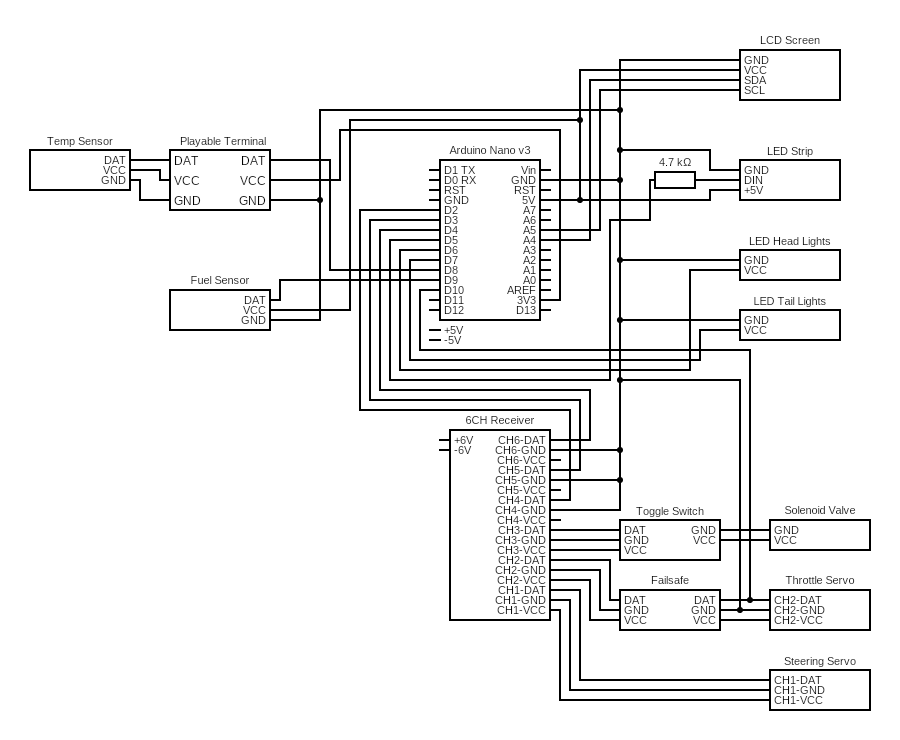 LCD Screen
GND
VCC
SDA
SCL
Temp Sensor
DAT
VCC
GND
Playable Terminal
DAT DAT
VCC VCC
GND GND
Arduino Nano v3
D1 TX Vin
D0 RX GND
RST RST
GND 5V
D2 A7
D3 A6
D4 A5
D5 A4
D6 A3
D7 A2
D8 A1
D9 A0
D10 AREF
D11 3V3
D12 D13
+5V
-5V
4.7 kΩ
LED Strip
GND
DIN
+5V
LED Head Lights
GND
VCC
Fuel Sensor
DAT
VCC
GND
LED Tail Lights
GND
VCC
6CH Receiver
+6V CH6-DAT
-6V CH6-GND
CH6-VCC
CH5-DAT
CH5-GND
CH5-VCC
CH4-DAT
CH4-GND
CH4-VCC
CH3-DAT
CH3-GND
CH3-VCC
CH2-DAT
CH2-GND
CH2-VCC
CH1-DAT
CH1-GND
CH1-VCC
Toggle Switch
DAT GND
GND VCC
VCC
Solenoid Valve
GND
VCC
Failsafe
DAT DAT
GND GND
VCC VCC
Throttle Servo
CH2-DAT
CH2-GND
CH2-VCC
Steering Servo
CH1-DAT
CH1-GND
CH1-VCC